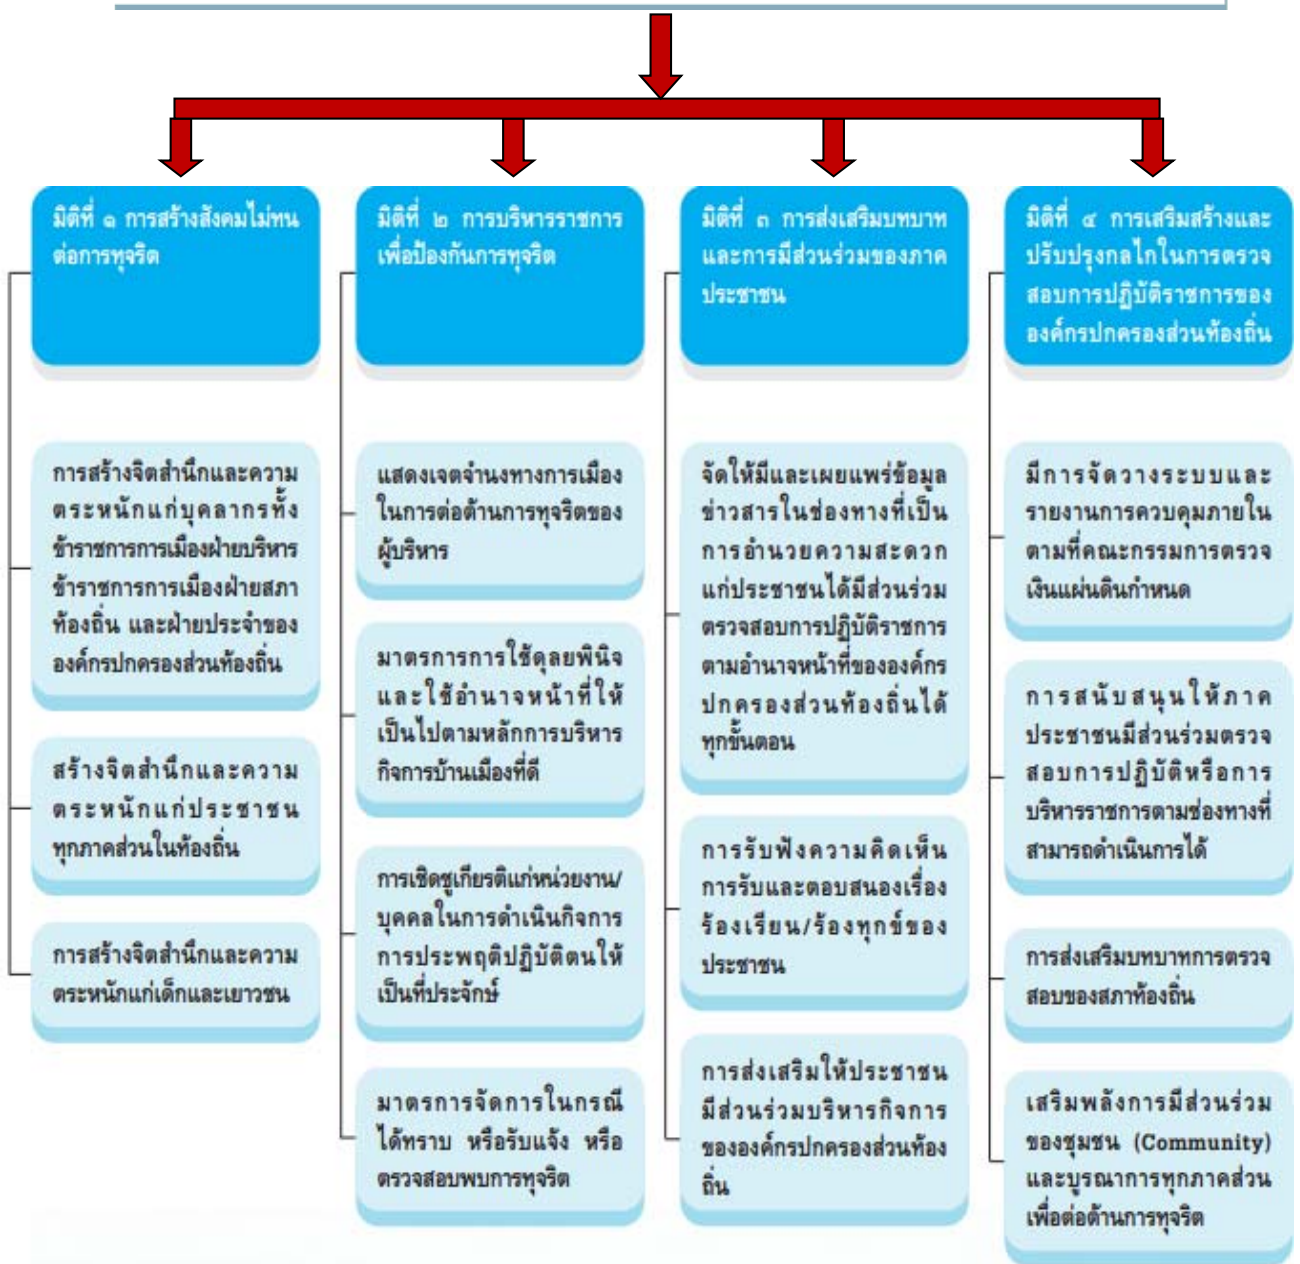 มิติที่ ๑ การสร้างสังคมไม่ทน
ต่อการทุจริต
การสร้างจิตสำนึกและความ
ตระหนักแก่บุคลากรทั้ง
ข้าราชการการเมืองฝ่ายบริหาร
ข้าราชการการเมืองฝ่ายสภา
ท้องถิ่น และฝ่ายประจำของ
องค์กรปกครองส่วนท้องถิ่น
สร้างจิตสำนึกและความ
ตระหนักแก่ประชาชน
ทุกภาคส่วนในท้องถิ่น
การสร้างจิตสำนึกและความ
ตระหนักแก่เด็กและเยาวชน
มิติที่ ๒ การบริหารราชการ
เพื่อป้องกันการทุจริต
แสดงเจตจำนงทางการเมือง
ในการต่อต้านการทุจริตของ
ผู้บริหาร
มาตรการการใช้ดุลยพินิจ
และใช้อำนาจหน้าที่ให้
เป็นไปตามหลักการบริหาร
กิจการบ้านเมืองที่ดี
การเชิดชูเกียรติแก่หน่วยงาน/
บุคคลในการดำเนินกิจการ
การประพฤติปฏิบัติตนให้
เป็นที่ประจักษ์
มาตรการจัดการในกรณี
ได้ทราบ หรือรับแจ้ง หรือ
ตรวจสอบพบการทุจริต
มิติที่ ๓ การส่งเสริมบทบาท
และการมีส่วนร่วมของภาค
ประชาชน
จัดให้มีและเผยแพร่ข้อมูล
ข่าวสารในช่องทางที่เป็น
การอำนวยความสะดวก
แก่ประชาชนได้มีส่วนร่วม
ตรวจสอบการปฏิบัติราชการ
ตามอำนาจหน้าที่ขององค์กร
ปกครองส่วนท้องถิ่นได้
ทุกขั้นตอน
การรับฟังความคิดเห็น
การรับและตอบสนองเรื่อง
ร้องเรียน/ร้องทุกข์ของ
ประชาชน
การส่งเสริมให้ประชาชน
มีส่วนร่วมบริหารกิจการ
ขององค์กรปกครองส่วนท้อง
ถิ่น
มิติที่ ๔ การเสริมสร้างและ
ปรับปรุงกลไกในการตรวจ
สอบการปฏิบัติราชการของ
องค์กรปกครองส่วนท้องถิ่น
มีการจัดวางระบบและ
รายงานการควบคุมภายใน
ตามที่คณะกรรมการตรวจ
เงินแผ่นดินกำหนด
การสนับสนุนให้ภาค
ประชาชนมีส่วนร่วมตรวจ
สอบการปฏิบัติหรือการ
บริหารราชการตามช่องทางที่
สามารถดำเนินการได้
การส่งเสริมบทบาทการตรวจ
สอบของสภาท้องถิ่น
เสริมพลังการมีส่วนร่วม
ของชุมชน (Community)
และบูรณาการทุกภาคส่วน
เพื่อต่อต้านการทุจริต